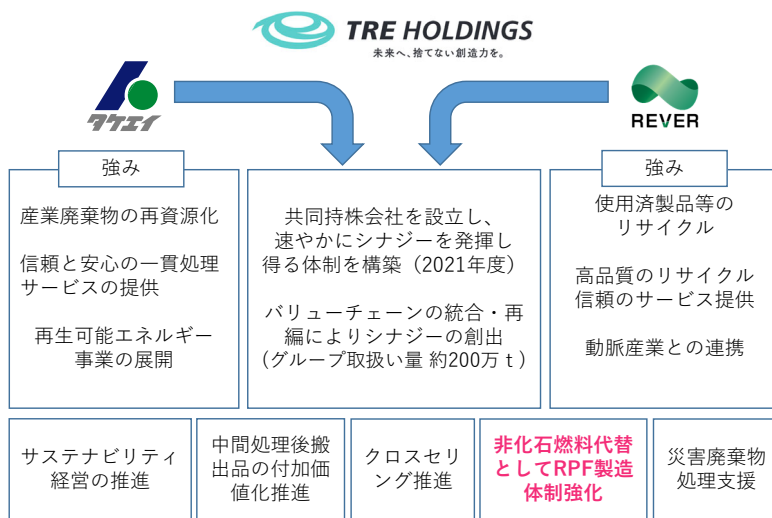 TRE HOLDINGS
未来へ、捨てない創造力を。
タケエイ
REVER
強み
産業廃棄物の再資源化
信頼と安心の一貫処理
サービスの提供
再生可能エネルギー
事業の展開
共同持株会社を設立し、
速やかにシナジーを発揮し
得る体制を構築（2021年度）
バリューチェーンの統合・再
編によりシナジーの創出
(グループ取扱い量 約200万ｔ)
強み
使用済製品等の
リサイクル
高品質のリサイクル
信頼のサービス提供
動脈産業との連携
サステナビリティ
経営の推進
中間処理後搬
出品の付加価
値化推進
クロスセリ
ング推進
非化石燃料代替
としてRPF製造
体制強化
災害廃棄物
処理支援